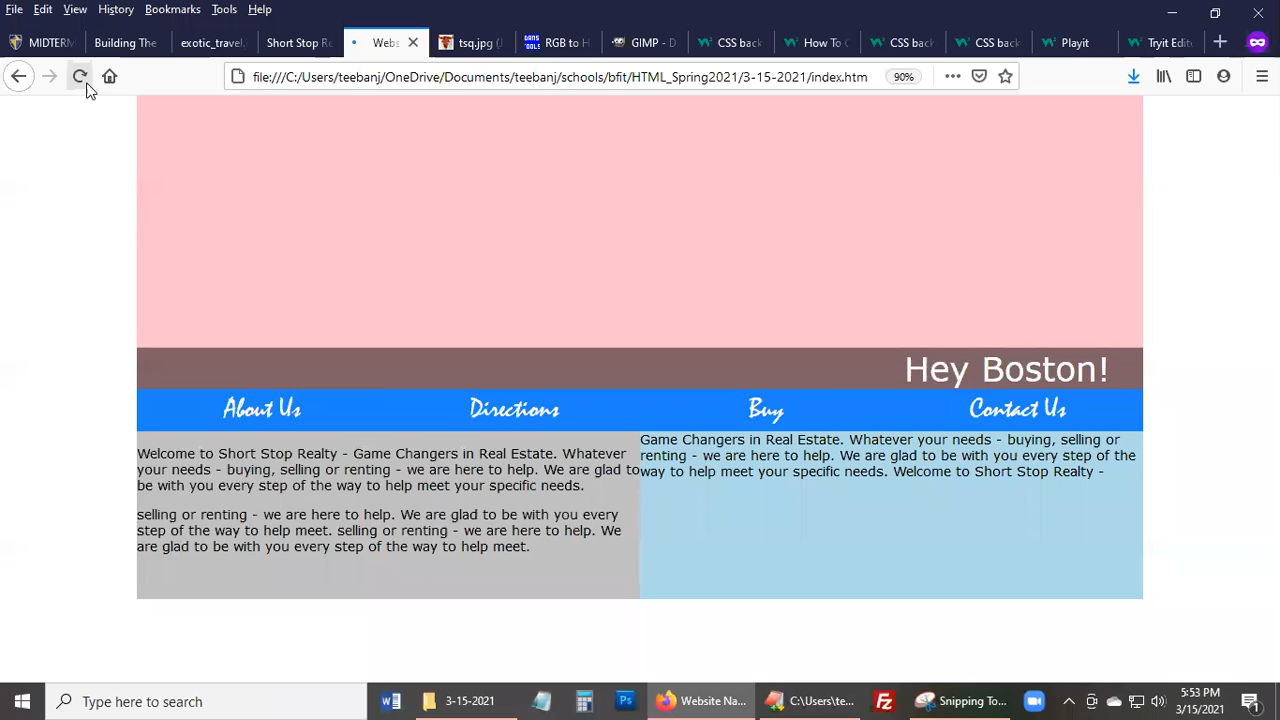 File Edit View History Bookmarks Tools Help
MIDTERM Building The exotic_travel. Short Stop Re Webs tsq.jpg ( DANS TOOLS RGB to H GIMP - D CSS back How To CSS back CSS back Playit Tryit Edit
file:///C:/Users/teebanj/OneDrive/Documents/teebanj/schools/bfit/HTML_Spring2021/3-15-2021/index.htm 90%
Hey Boston!
About Us Directions Buy Contact Us
Welcome to Short Stop Realty - Game Changers in Real Estate. Whatever
your needs - buying, selling or renting - we are here to help. We are glad to
be with you every step of the way to help meet your specific needs.
selling or renting - we are here to help. We are glad to be with you every
step of the way to help meet. selling or renting - we are here to help. We
are glad to be with you every step of the way to help meet.
Game Changers in Real Estate. Whatever your needs - buying, selling or
renting - we are here to help. We are glad to be with you every step of the
way to help meet your specific needs. Welcome to Short Stop Realty -
Type here to search
3-15-2021
Website Na...
C:\Users\te...
Snipping To...
5:53 PM
3/15/2021